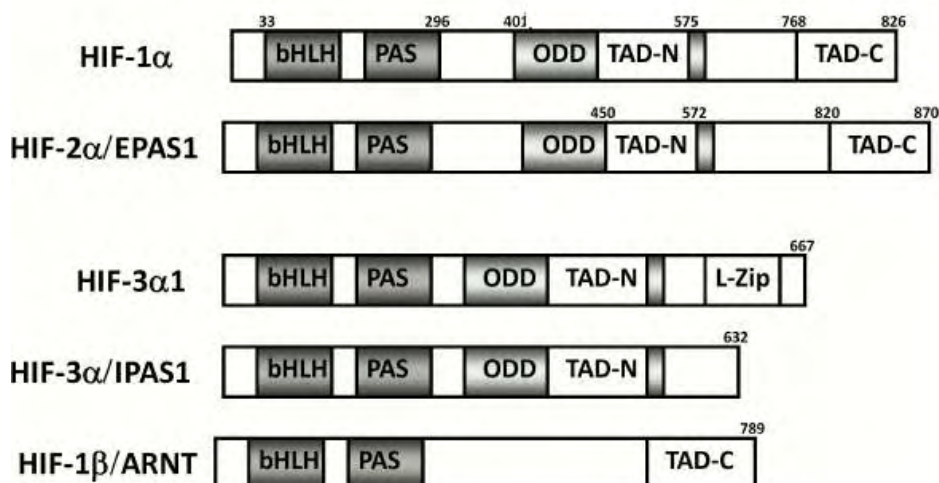 33 296 401 575 768 826
HIF-1α bHLH PAS ODD TAD-N TAD-C
450 572 820 870
HIF-2α/EPAS1 bHLH PAS ODD TAD-N TAD-C
667
HIF-3α1 bHLH PAS ODD TAD-N L-Zip
632
HIF-3α/IPAS1 bHLH PAS ODD TAD-N
789
HIF-1β/ARNT bHLH PAS TAD-C